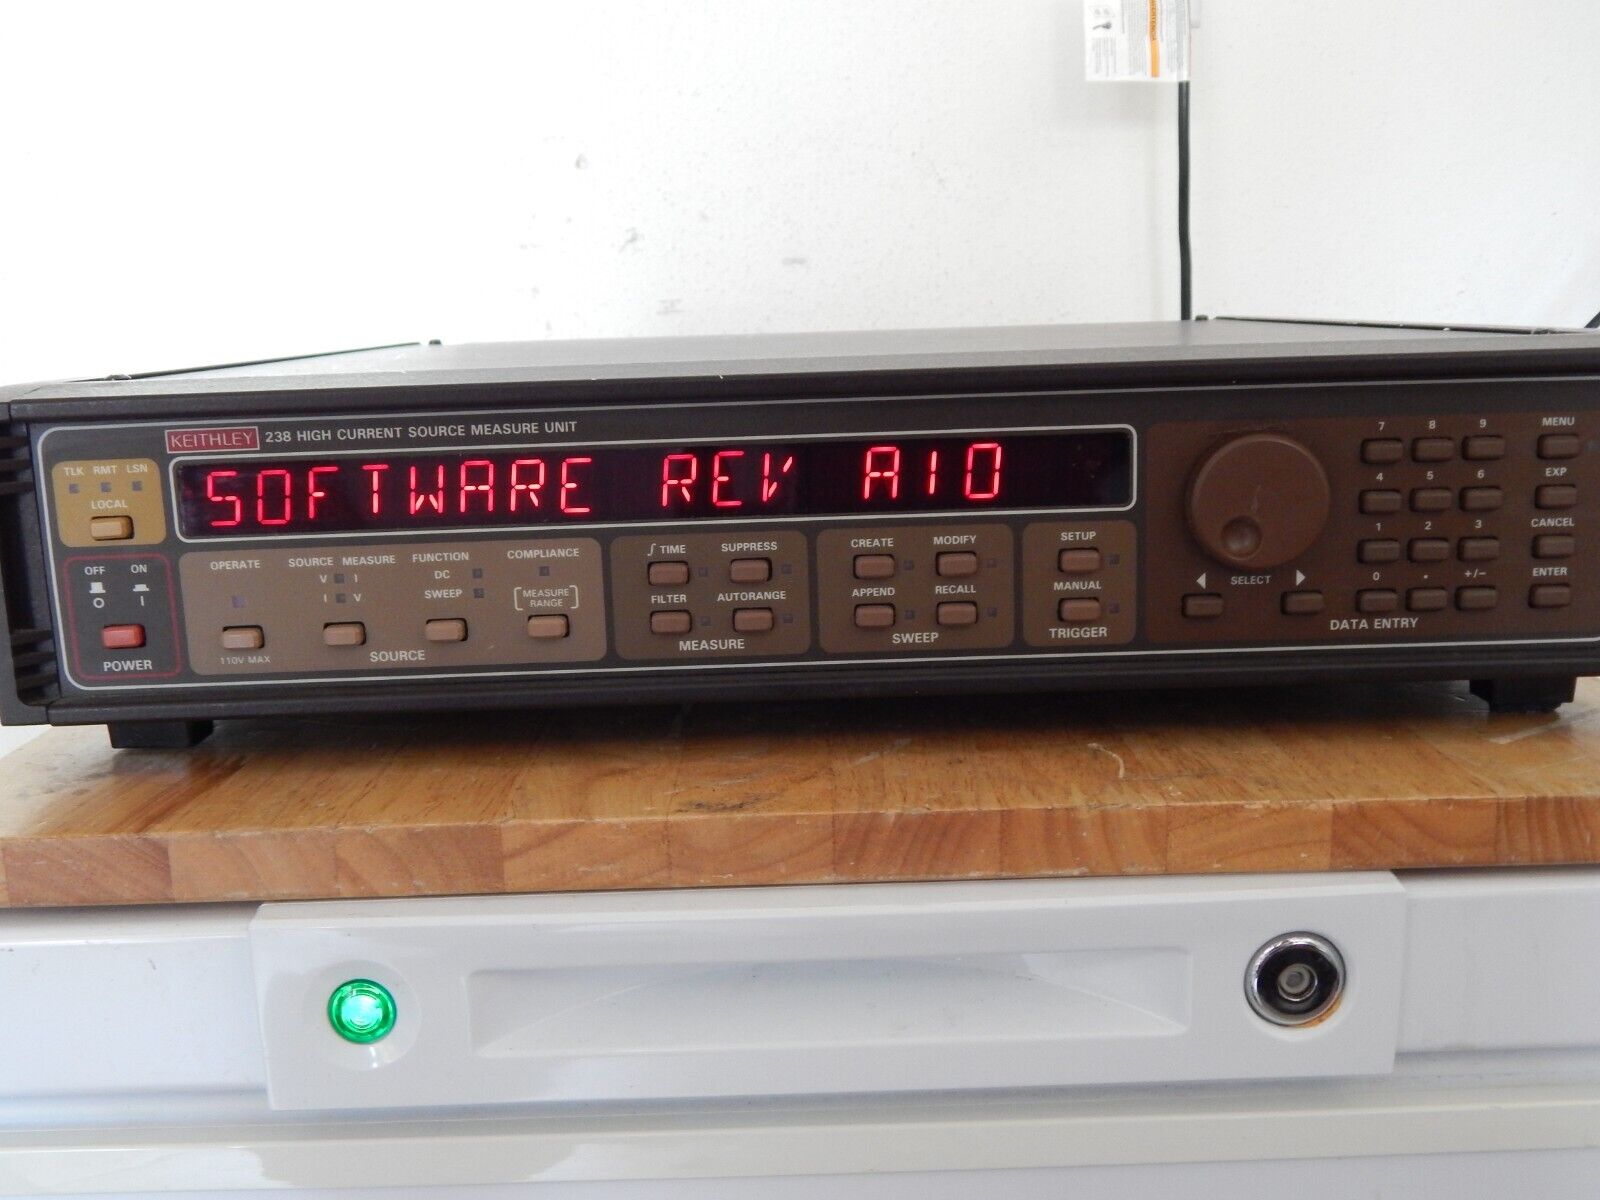 KEITHLEY 238 HIGH CURRENT SOURCE MEASURE UNIT
SOFTWARE REV A10
TLK RMT LSN
LOCAL
OFF ON
O I
POWER
OPERATE
110V MAX
SOURCE MEASURE
V I
I V
FUNCTION
DC
SWEEP
COMPLIANCE
MEASURE
RANGE
SOURCE
∫ TIME SUPPRESS
FILTER AUTORANGE
MEASURE
CREATE MODIFY
APPEND RECALL
SWEEP
SETUP
MANUAL
TRIGGER
◀ SELECT ▶
7 8 9
4 5 6
1 2 3
0 • +/−
DATA ENTRY
MENU
EXP
CANCEL
ENTER